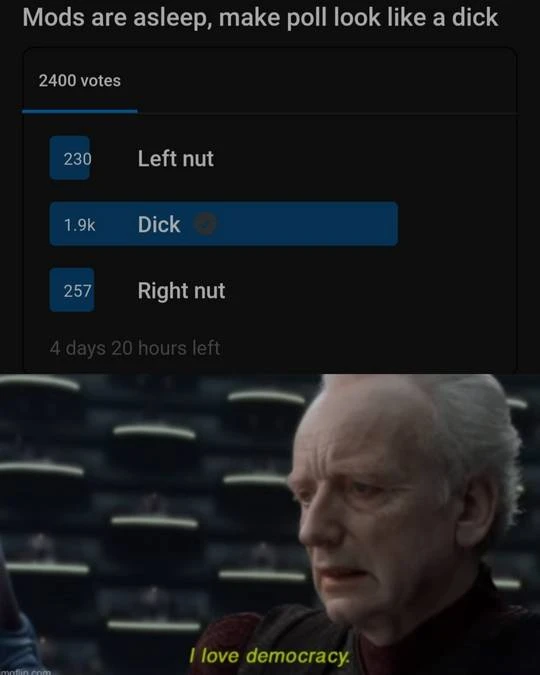 Mods are asleep, make poll look like a dick
2400 votes
230 Left nut
1.9k Dick
257 Right nut
4 days 20 hours left
I love democracy.
imgflip.com